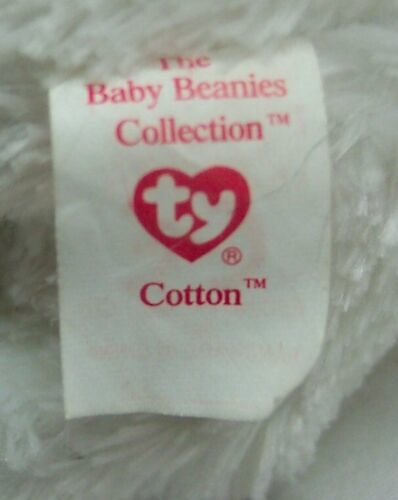 The
Baby Beanies
Collection™
ty®
Cotton™